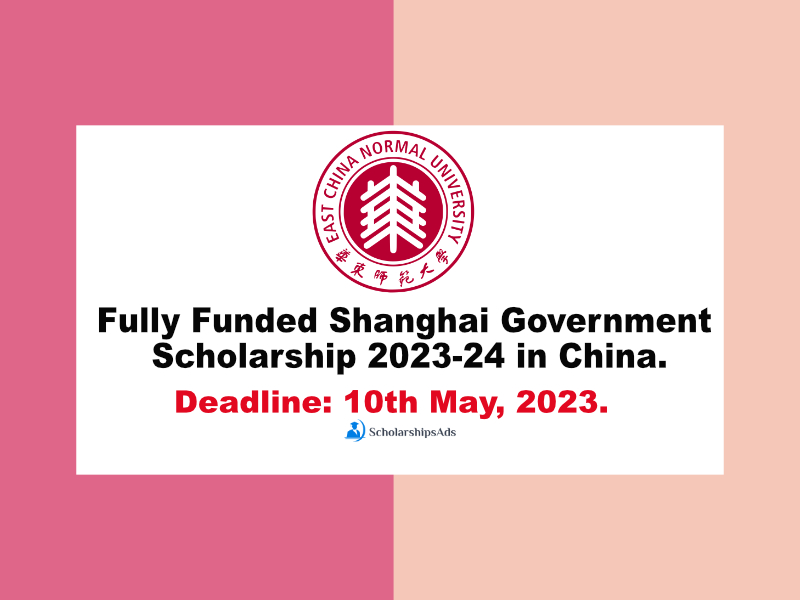 EAST CHINA NORMAL UNIVERSITY
華東師範大學
Fully Funded Shanghai Government
Scholarship 2023-24 in China.
Deadline: 10th May, 2023.
ScholarshipsAds